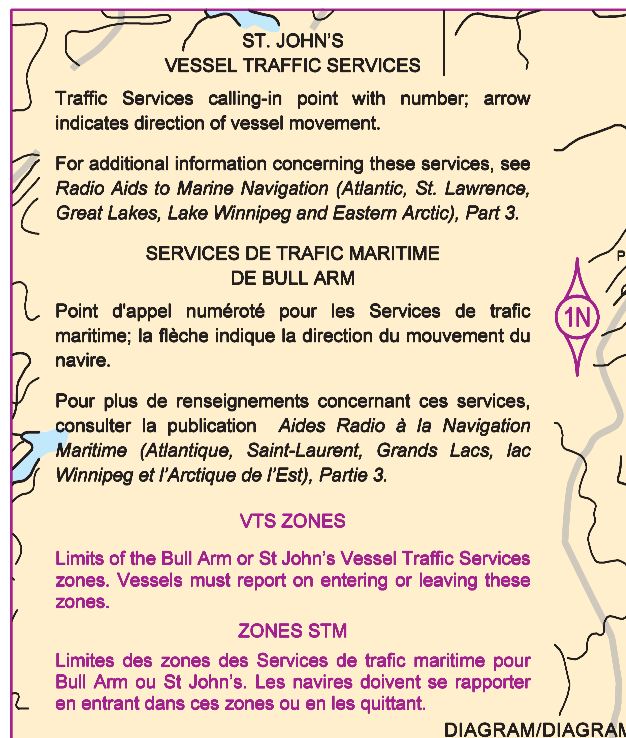 ST. JOHN'S
VESSEL TRAFFIC SERVICES
Traffic Services calling-in point with number; arrow
indicates direction of vessel movement.
For additional information concerning these services, see
Radio Aids to Marine Navigation (Atlantic, St. Lawrence,
Great Lakes, Lake Winnipeg and Eastern Arctic), Part 3.
SERVICES DE TRAFIC MARITIME
DE BULL ARM
Point d'appel numéroté pour les Services de trafic
maritime; la flèche indique la direction du mouvement du
navire.
1N
Pour plus de renseignements concernant ces services,
consulter la publication Aides Radio à la Navigation
Maritime (Atlantique, Saint-Laurent, Grands Lacs, lac
Winnipeg et l'Arctique de l'Est), Partie 3.
VTS ZONES
Limits of the Bull Arm or St John's Vessel Traffic Services
zones. Vessels must report on entering or leaving these
zones.
ZONES STM
Limites des zones des Services de trafic maritime pour
Bull Arm ou St John's. Les navires doivent se rapporter
en entrant dans ces zones ou en les quittant.
DIAGRAM/DIAGRAM